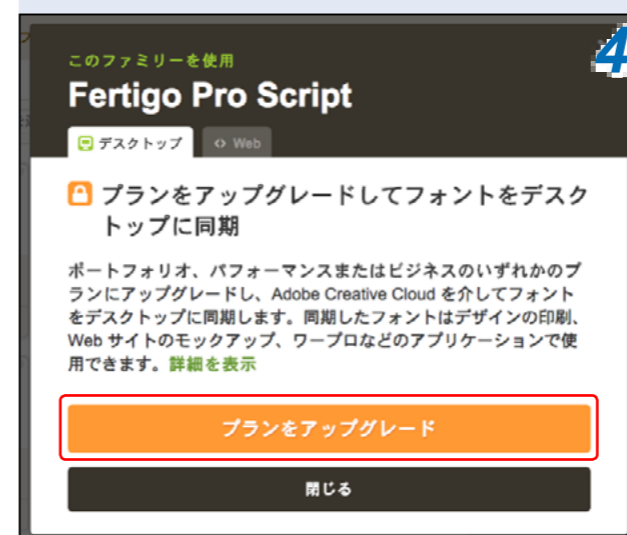 このファミリーを使用
4
Fertigo Pro Script
デスクトップ
<> Web
プランをアップグレードしてフォントをデスク
トップに同期
ポートフォリオ、パフォーマンスまたはビジネスのいずれかのプ
ランにアップグレードし、Adobe Creative Cloud を介してフォント
をデスクトップに同期します。同期したフォントはデザインの印刷、
Web サイトのモックアップ、ワープロなどのアプリケーションで使
用できます。詳細を表示
プランをアップグレード
閉じる